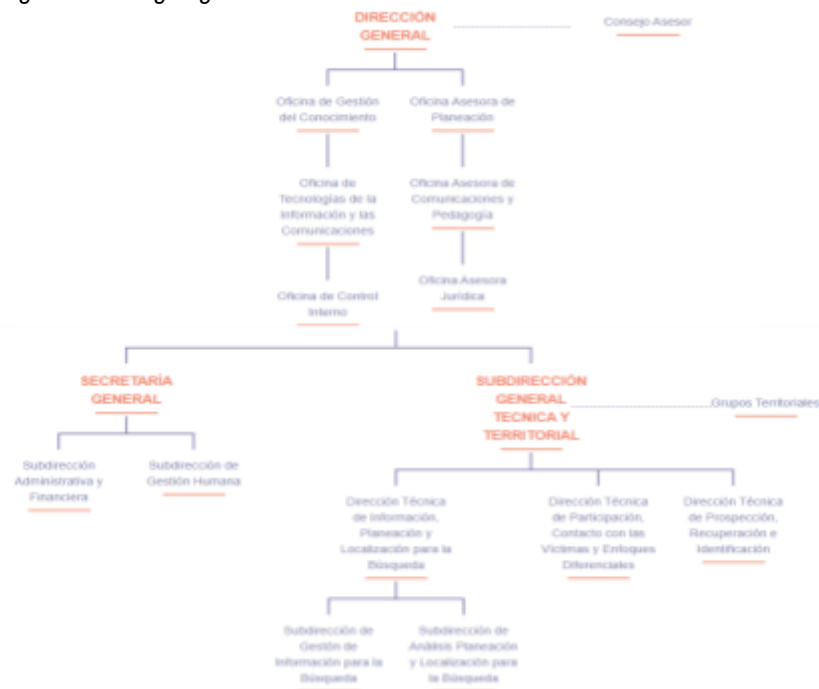 DIRECCIÓN
GENERAL
Consejo Asesor
Oficina de Gestión
del Conocimiento
Oficina Asesora de
Planeación
Oficina de
Tecnologías de la
Información y las
Comunicaciones
Oficina Asesora de
Comunicaciones y
Pedagogía
Oficina de Control
Interno
Oficina Asesora
Jurídica
SECRETARÍA
GENERAL
SUBDIRECCIÓN
GENERAL
TECNICA Y
TERRITORIAL
Grupos Territoriales
Subdirección
Administrativa y
Financiera
Subdirección de
Gestión Humana
Dirección Técnica
de Información,
Planeación y
Localización para la
Búsqueda
Dirección Técnica
de Participación,
Contacto con las
Víctimas y Enfoques
Diferenciales
Dirección Técnica
de Prospección,
Recuperación e
Identificación
Subdirección de
Gestión de
Información para la
Búsqueda
Subdirección de
Análisis Planeación
y Localización para
la Búsqueda